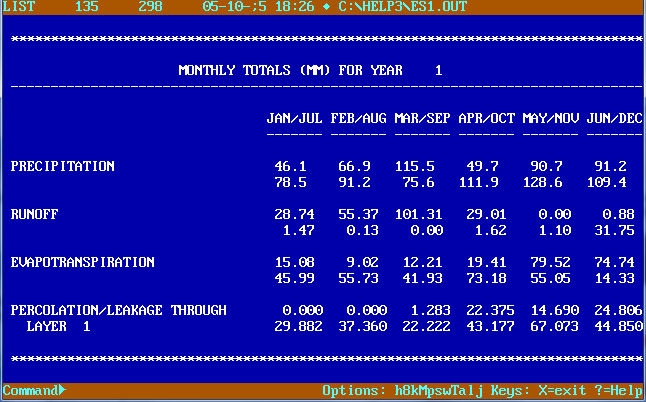 LIST 135 298 05-10-;5 18:26 ♦ C:\HELP3\ES1.OUT
*******************************************************************************
MONTHLY TOTALS (MM) FOR YEAR 1
-------------------------------------------------------------------------------
JAN/JUL FEB/AUG MAR/SEP APR/OCT MAY/NOV JUN/DEC
------- ------- ------- ------- ------- -------
PRECIPITATION 46.1 66.9 115.5 49.7 90.7 91.2
78.5 91.2 75.6 111.9 128.6 109.4
RUNOFF 28.74 55.37 101.31 29.01 0.00 0.88
1.47 0.13 0.00 1.62 1.10 31.75
EVAPOTRANSPIRATION 15.08 9.02 12.21 19.41 79.52 74.74
45.99 55.73 41.93 73.18 55.05 14.33
PERCOLATION/LEAKAGE THROUGH 0.000 0.000 1.283 22.375 14.690 24.806
LAYER 1 29.882 37.360 22.222 43.177 67.073 44.850
*******************************************************************************
Command► Options: h8kMpswTalj Keys: X=exit ?=Help